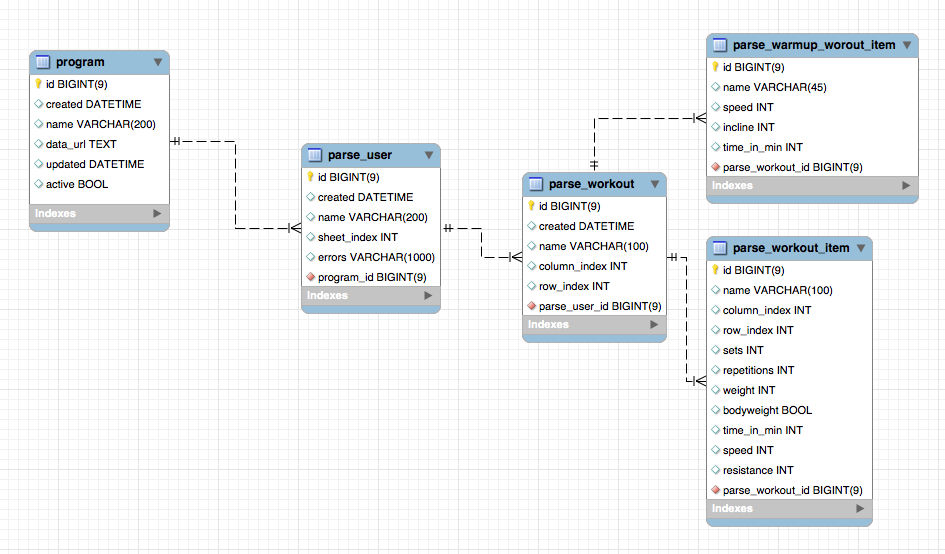 program
id BIGINT(9)
created DATETIME
name VARCHAR(200)
data_url TEXT
updated DATETIME
active BOOL
Indexes
parse_user
id BIGINT(9)
created DATETIME
name VARCHAR(200)
sheet_index INT
errors VARCHAR(1000)
program_id BIGINT(9)
Indexes
parse_workout
id BIGINT(9)
created DATETIME
name VARCHAR(100)
column_index INT
row_index INT
parse_user_id BIGINT(9)
Indexes
parse_warmup_worout_item
id BIGINT(9)
name VARCHAR(45)
speed INT
incline INT
time_in_min INT
parse_workout_id BIGINT(9)
Indexes
parse_workout_item
id BIGINT(9)
name VARCHAR(100)
column_index INT
row_index INT
sets INT
repetitions INT
weight INT
bodyweight BOOL
time_in_min INT
speed INT
resistance INT
parse_workout_id BIGINT(9)
Indexes